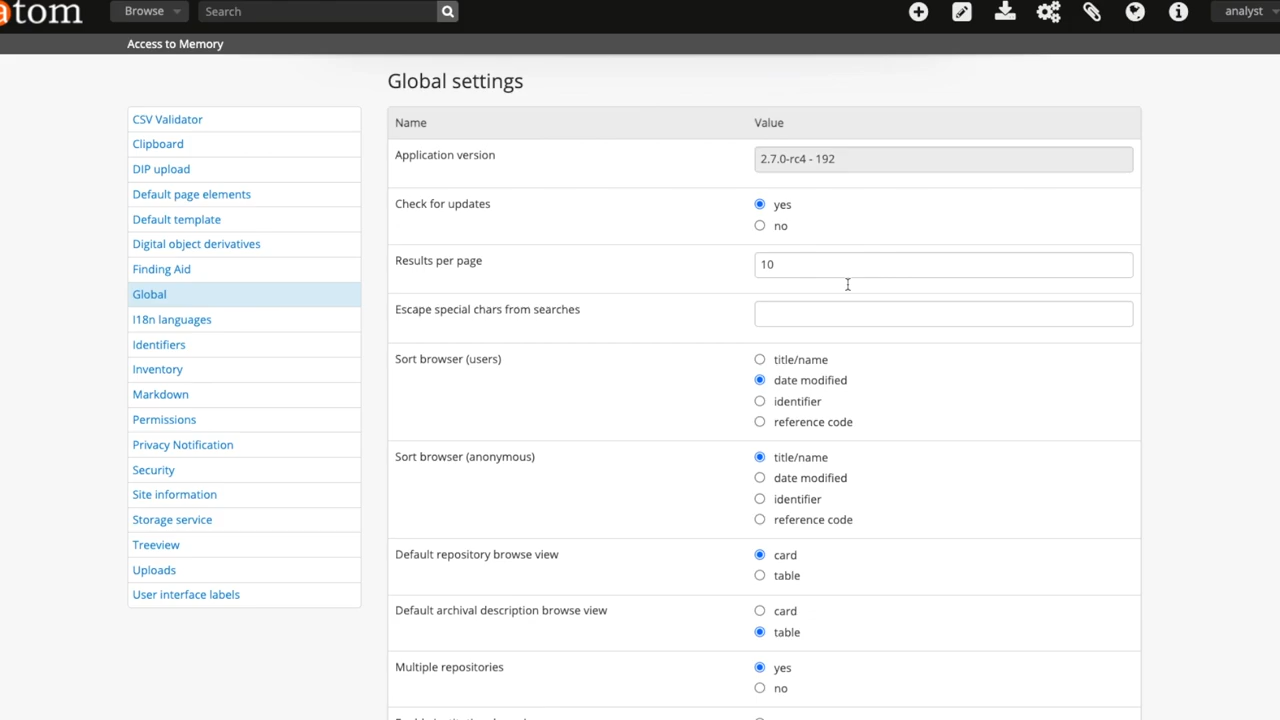 atom
Browse
Search
analyst
Access to Memory
Global settings
CSV Validator
Clipboard
DIP upload
Default page elements
Default template
Digital object derivatives
Finding Aid
Global
I18n languages
Identifiers
Inventory
Markdown
Permissions
Privacy Notification
Security
Site information
Storage service
Treeview
Uploads
User interface labels
Name Value
Application version 2.7.0-rc4 - 192
Check for updates yes
no
Results per page 10
Escape special chars from searches
Sort browser (users) title/name
date modified
identifier
reference code
Sort browser (anonymous) title/name
date modified
identifier
reference code
Default repository browse view card
table
Default archival description browse view card
table
Multiple repositories yes
no